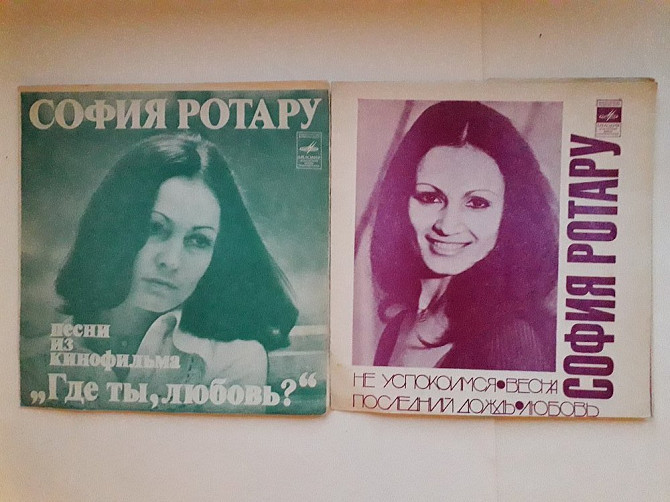 СОФИЯ РОТАРУ
песни
из
кинофильма
„Где ты, любовь?“
СОФИЯ РОТАРУ
НЕ УСПОКОИМСЯ•ВЕСНА
ПОСЛЕДНИЙ ДОЖДЬ•ЛЮБОВЬ